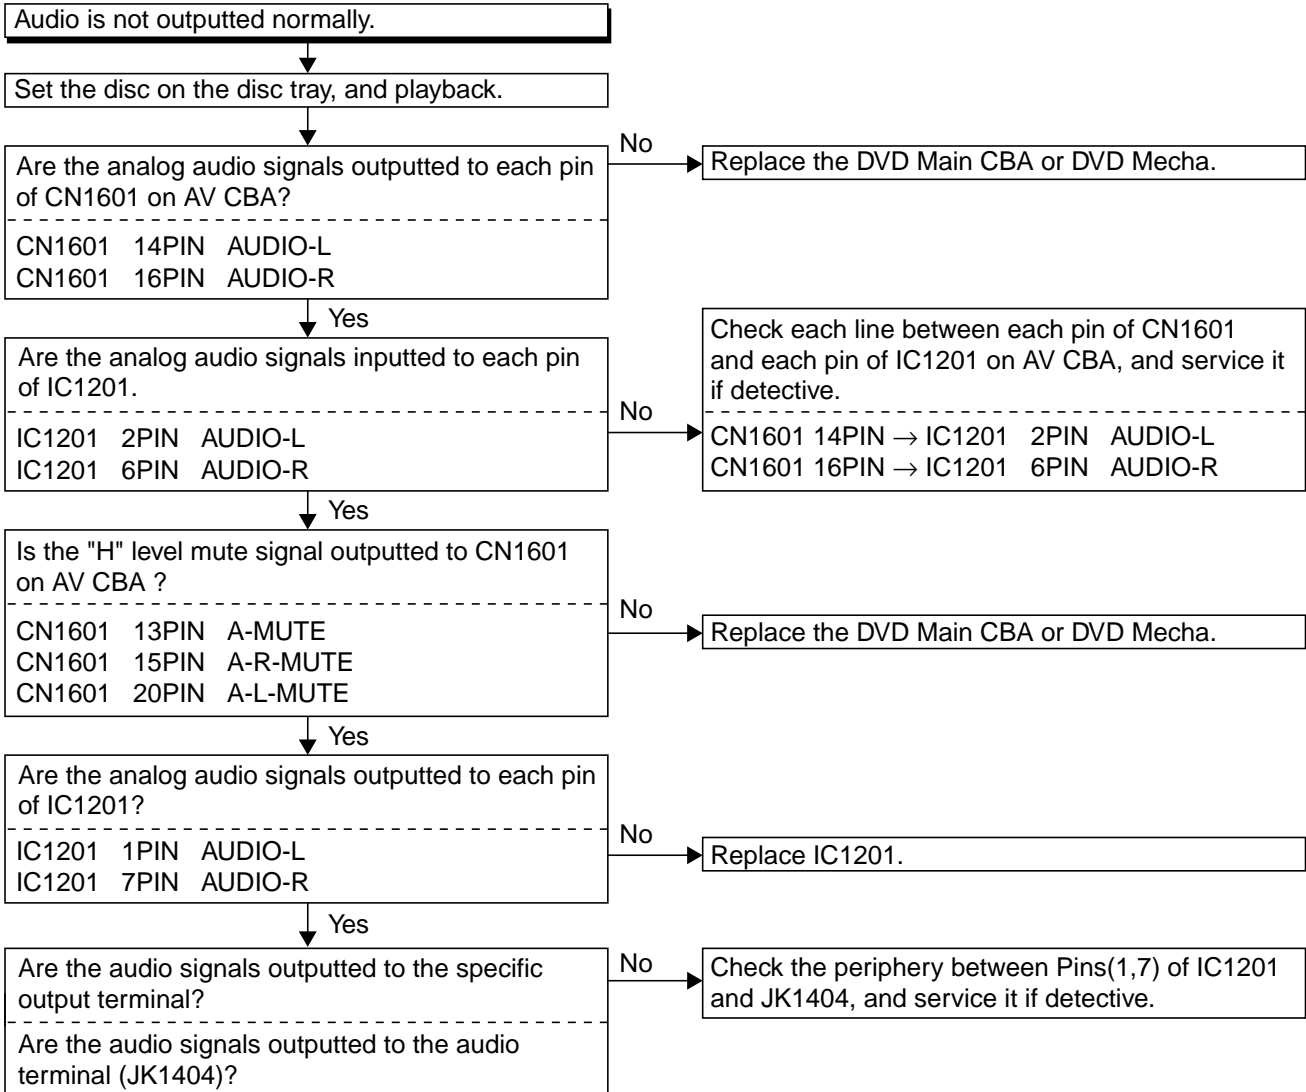 Audio is not outputted normally.
Set the disc on the disc tray, and playback.
Are the analog audio signals outputted to each pin
of CN1601 on AV CBA?
CN1601 14PIN AUDIO-L
CN1601 16PIN AUDIO-R
No
Replace the DVD Main CBA or DVD Mecha.
Yes
Are the analog audio signals inputted to each pin
of IC1201.
IC1201 2PIN AUDIO-L
IC1201 6PIN AUDIO-R
No
Check each line between each pin of CN1601
and each pin of IC1201 on AV CBA, and service it
if detective.
CN1601 14PIN → IC1201 2PIN AUDIO-L
CN1601 16PIN → IC1201 6PIN AUDIO-R
Yes
Is the "H" level mute signal outputted to CN1601
on AV CBA ?
CN1601 13PIN A-MUTE
CN1601 15PIN A-R-MUTE
CN1601 20PIN A-L-MUTE
No
Replace the DVD Main CBA or DVD Mecha.
Yes
Are the analog audio signals outputted to each pin
of IC1201?
IC1201 1PIN AUDIO-L
IC1201 7PIN AUDIO-R
No
Replace IC1201.
Yes
Are the audio signals outputted to the specific
output terminal?
Are the audio signals outputted to the audio
terminal (JK1404)?
No
Check the periphery between Pins(1,7) of IC1201
and JK1404, and service it if detective.